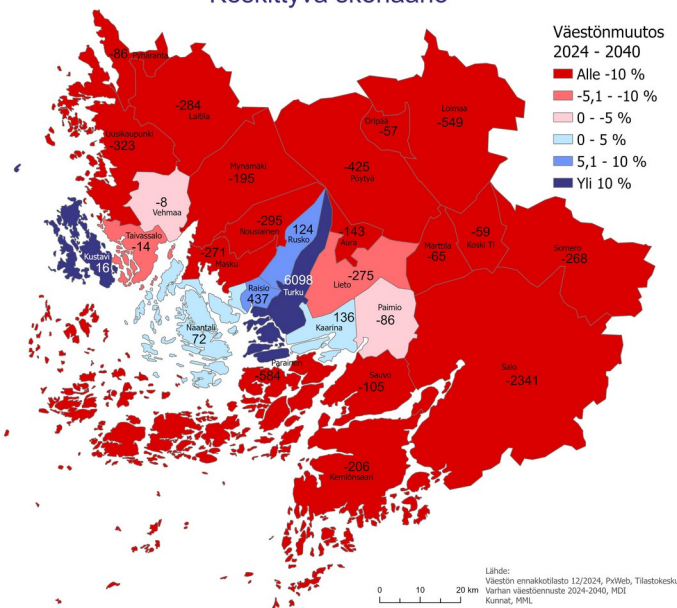 Väestönmuutos
2024 - 2040
Alle -10 %
-5,1 - -10 %
0 - -5 %
0 - 5 %
5,1 - 10 %
Yli 10 %
-86
Pyhäranta
-284
Laitila
Uusikaupunki
-323
-8
Vehmaa
Taivassalo
-14
Kustavi
16
Mynämäki
-195
-295
Nousiainen
-271
Masku
124
Rusko
Raisio
437
6098
Turku
Naantali
72
136
Kaarina
Parainen
-584
-425
Pöytyä
Oripää
-57
Loimaa
-549
-143
Aura
-275
Lieto
Paimio
-86
Marttila
-65
-59
Koski Tl
Somero
-268
Salo
-2341
Sauvo
-105
-206
Kemiönsaari
0 10 20 km
Lähde:
Väestön ennakkotilasto 12/2024, PxWeb, Tilastokesku
Varhan väestöennuste 2024-2040, MDI
Kunnat, MML